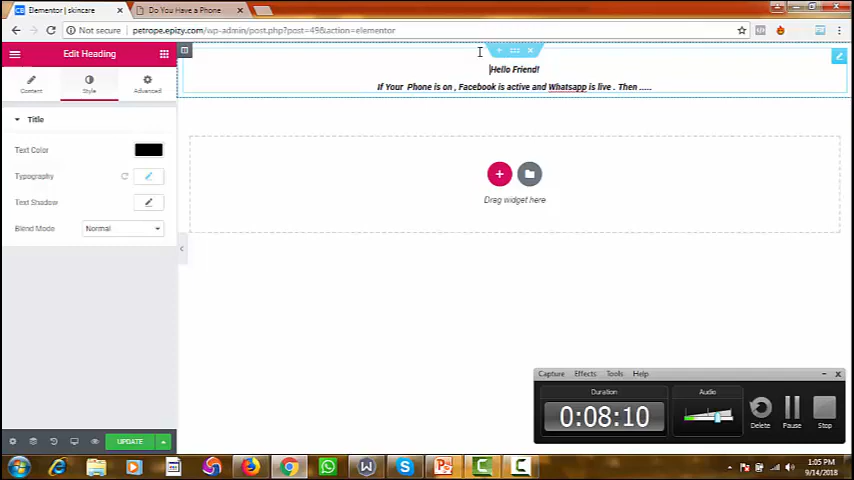 Elementor | skincare
Do You Have a Phone
Not secure
petrope.epizy.com/wp-admin/post.php?post=49&action=elementor
Edit Heading
Content
Style
Advanced
Title
Text Color
Typography
Text Shadow
Blend Mode
Normal
UPDATE
Hello Friend!
If Your Phone is on , Facebook is active and Whatsapp is live . Then .....
Drag widget here
Capture Effects Tools Help
Duration
Audio
0:08:10
Delete
Pause
Stop
1:05 PM
9/14/2018